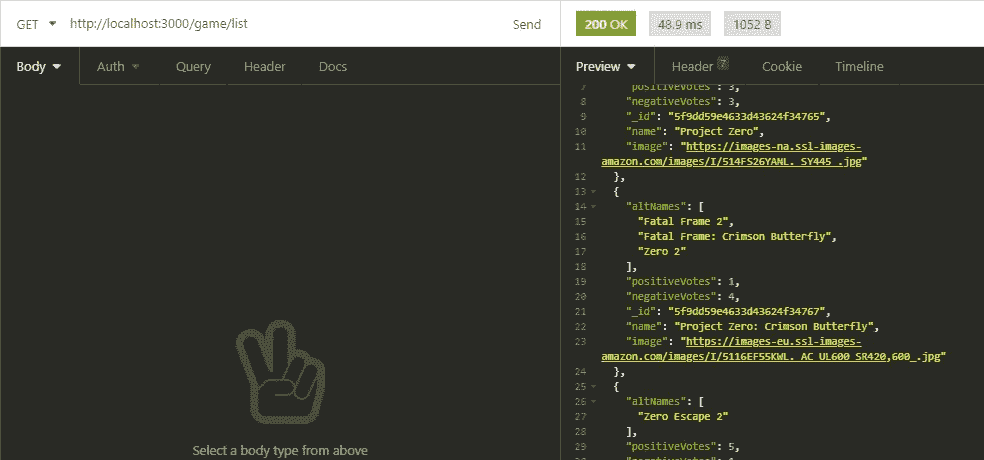 GET http://localhost:3000/game/list Send
200 OK 48.9 ms 1052 B
Body Auth Query Header Docs
Preview Header 7 Cookie Timeline
Select a body type from above
7 "positiveVotes": 3,
8 "negativeVotes": 3,
9 "_id": "5f9dd59e4633d43624f34765",
10 "name": "Project Zero",
11 "image": "https://images-na.ssl-images-
amazon.com/images/I/514FS26YANL._SY445_.jpg"
12 },
13 {
14 "altNames": [
15 "Fatal Frame 2",
16 "Fatal Frame: Crimson Butterfly",
17 "Zero 2"
18 ],
19 "positiveVotes": 1,
20 "negativeVotes": 4,
21 "_id": "5f9dd59e4633d43624f34767",
22 "name": "Project Zero: Crimson Butterfly",
23 "image": "https://images-eu.ssl-images-
amazon.com/images/I/5116EF55KWL._AC_UL600_SR420,600_.jpg"
24 },
25 {
26 "altNames": [
27 "Zero Escape 2"
28 ],
29 "positiveVotes": 5,